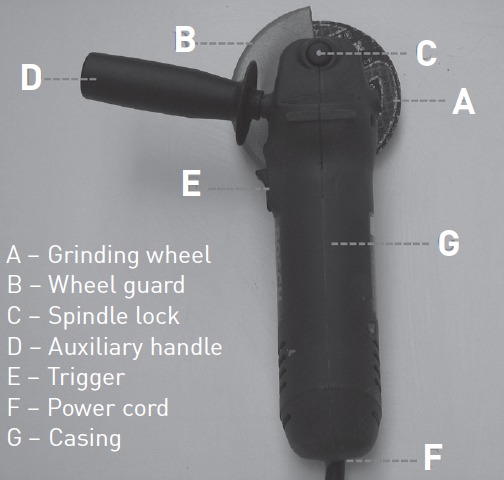 B
C
D
A
E
G
A – Grinding wheel
B – Wheel guard
C – Spindle lock
D – Auxiliary handle
E – Trigger
F – Power cord
G – Casing
F